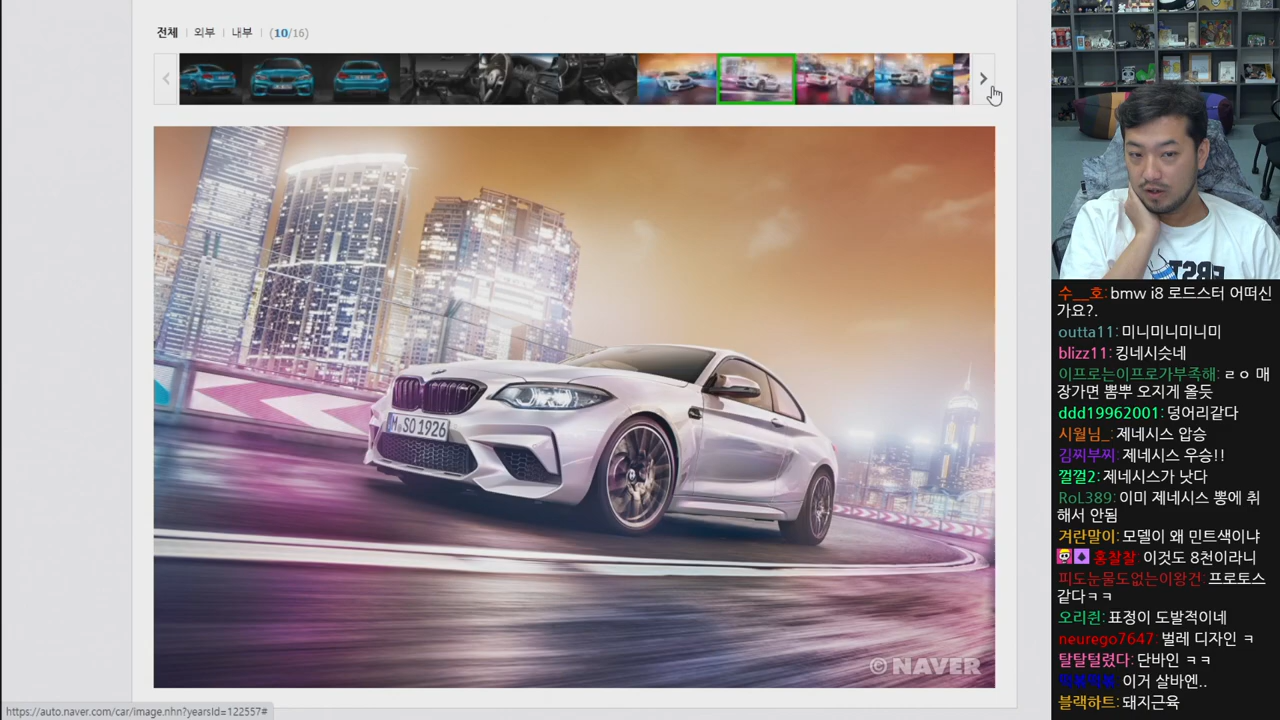 전체 | 외부 | 내부 | (10/16)
M SO 1926
© NAVER
https://auto.naver.com/car/image.nhn?yearsId=122557#
수__호: bmw i8 로드스터 어떠신
가요?.
outta11: 미니미니미니미
blizz11: 킹네시슷네
이프로는이프로가부족해: ㄹㅇ 매
장가면 뽐뿌 오지게 올듯
ddd19962001: 덩어리같다
시월님_: 제네시스 압승
김찌부찌: 제네시스 우승!!
껄껄2: 제네시스가 낫다
RoL389: 이미 제네시스 뽕에 취
해서 안됨
겨란말이: 모델이 왜 민트색이냐
홍찰찰: 이것도 8천이라니
피도눈물도없는이왕건: 프로토스
같다ㅋㅋ
오리쥔: 표정이 도발적이네
neurego7647: 벌레 디자인 ㅋ
탈탈털렸다: 단바인 ㅋㅋ
이거 살바엔..
블랙하트: 돼지근육